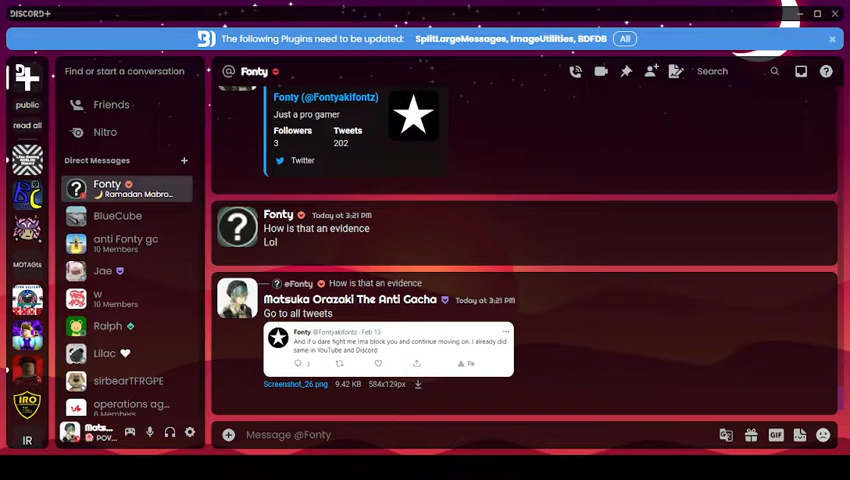 DISCORD+
The following Plugins need to be updated: SplitLargeMessages, ImageUtilities, BDFDB All
Find or start a conversation
Fonty
Search
public
read all
MOTAGts
IRO
IR
Friends
Nitro
Direct Messages
Fonty
Ramadan Mabro...
BlueCube
anti Fonty gc
10 Members
Jae
w
10 Members
Ralph
Lilac
sirbearTFRGPE
operations ag...
6 Members
Mats...
POV...
Fonty (@Fontyakifontz)
Just a pro gamer
Followers Tweets
3 202
Twitter
Fonty Today at 3:21 PM
How is that an evidence
Lol
@Fonty How is that an evidence
Matsuka Orazaki The Anti Gacha Today at 3:21 PM
Go to all tweets
Fonty @Fontyakifontz · Feb 13
And if u dare fight me Ima block you and continue moving on. I already did
same in YouTube and Discord
3 Tip
Screenshot_26.png 9.42 KB 584x129px
Message @Fonty
GIF